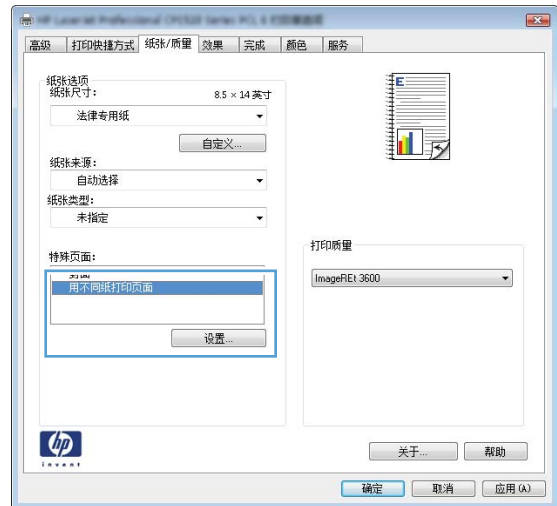 高级 打印快捷方式 纸张/质量 效果 完成 颜色 服务
纸张选项
纸张尺寸: 8.5 × 14 英寸
法律专用纸
自定义...
纸张来源:
自动选择
纸张类型:
未指定
特殊页面:
封面
用不同纸打印页面
设置...
E
打印质量
ImageREt 3600
hp
invent
关于... 帮助
确定 取消 应用(A)